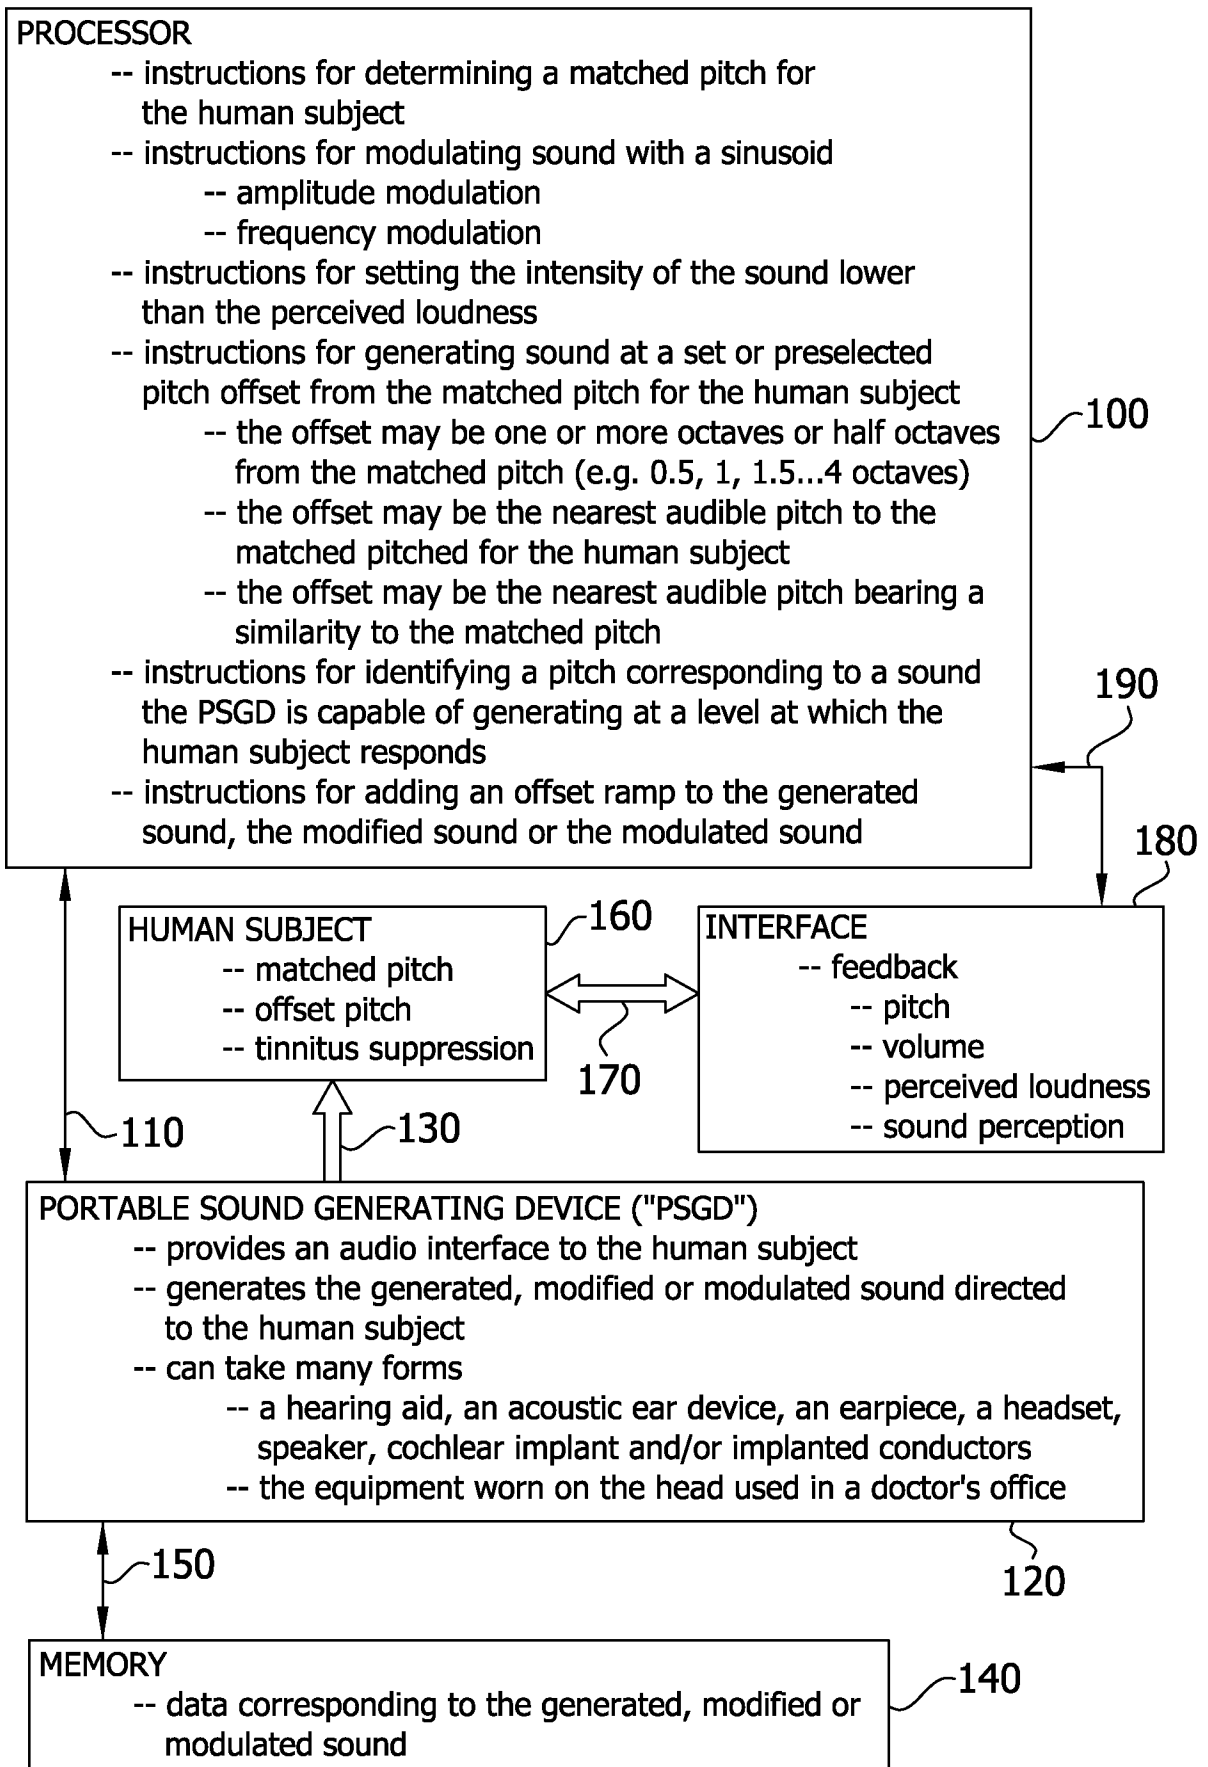 PROCESSOR
-- instructions for determining a matched pitch for
the human subject
-- instructions for modulating sound with a sinusoid
-- amplitude modulation
-- frequency modulation
-- instructions for setting the intensity of the sound lower
than the perceived loudness
-- instructions for generating sound at a set or preselected
pitch offset from the matched pitch for the human subject
-- the offset may be one or more octaves or half octaves
from the matched pitch (e.g. 0.5, 1, 1.5...4 octaves)
-- the offset may be the nearest audible pitch to the
matched pitched for the human subject
-- the offset may be the nearest audible pitch bearing a
similarity to the matched pitch
-- instructions for identifying a pitch corresponding to a sound
the PSGD is capable of generating at a level at which the
human subject responds
-- instructions for adding an offset ramp to the generated
sound, the modified sound or the modulated sound
100
190
180
HUMAN SUBJECT
-- matched pitch
-- offset pitch
-- tinnitus suppression
160
170
INTERFACE
-- feedback
-- pitch
-- volume
-- perceived loudness
-- sound perception
110
130
PORTABLE SOUND GENERATING DEVICE ("PSGD")
-- provides an audio interface to the human subject
-- generates the generated, modified or modulated sound directed
to the human subject
-- can take many forms
-- a hearing aid, an acoustic ear device, an earpiece, a headset,
speaker, cochlear implant and/or implanted conductors
-- the equipment worn on the head used in a doctor's office
150
120
MEMORY
-- data corresponding to the generated, modified or
modulated sound
140